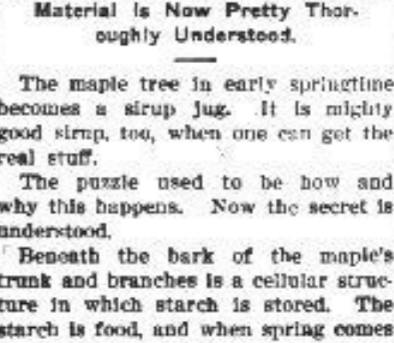 Material Is Now Pretty Thor-
oughly Understood.
The maple tree in early springtime
becomes a sirup jug. It is mighty
good sirup, too, when one can get the
real stuff.
The puzzle used to be how and
why this happens. Now the secret is
understood.
Beneath the bark of the maple's
trunk and branches is a cellular struc-
ture in which starch is stored. The
starch is food, and when spring comes